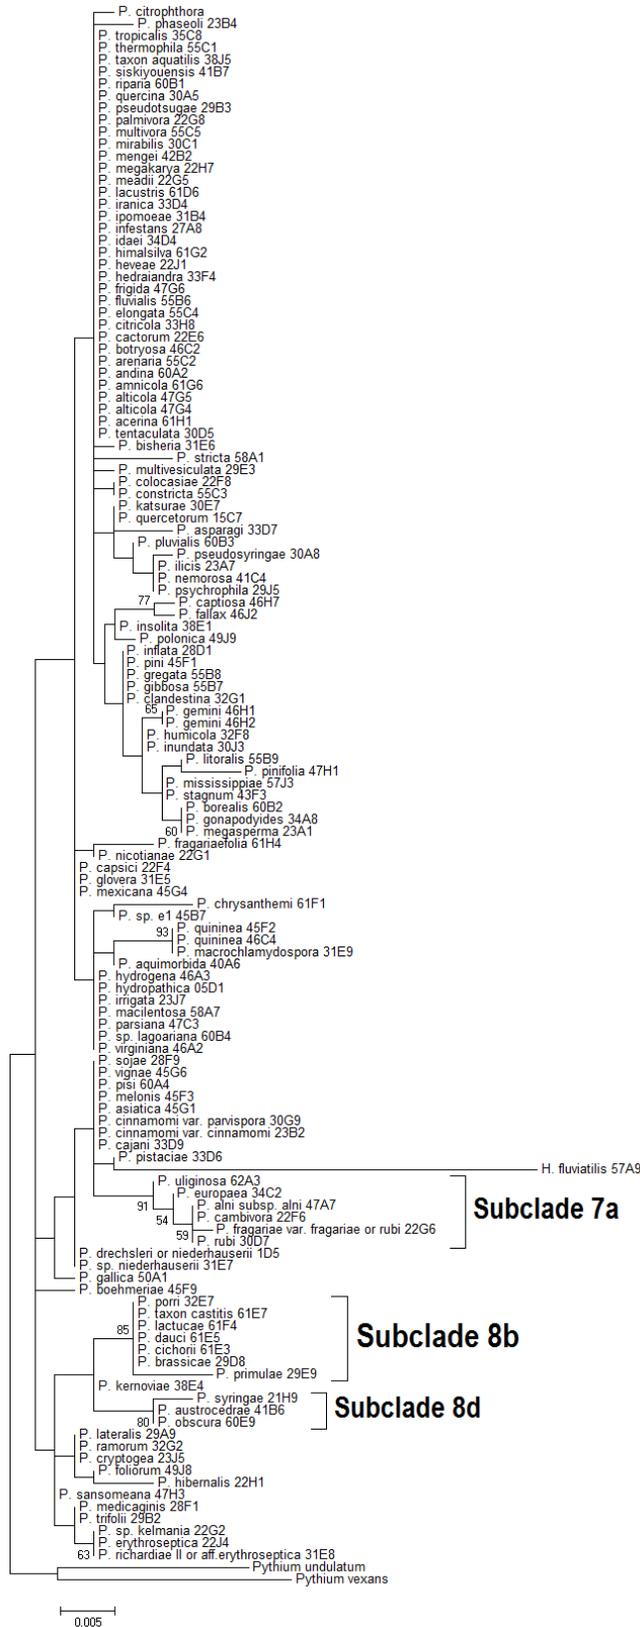 P. citrophthora
P. phaseoli 23B4
P. tropicalis 35C8
P. thermophila 55C1
P. taxon aquatilis 38J5
P. siskiyouensis 41B7
P. riparia 60B1
P. quercina 30A5
P. pseudotsugae 29B3
P. palmivora 22G8
P. multivora 55C5
P. mirabilis 30C1
P. mengei 42B2
P. megakarya 22H7
P. meadii 22G5
P. lacustris 61D6
P. iranica 33D4
P. ipomoeae 31B4
P. infestans 27A8
P. idaei 34D4
P. himalsilva 61G2
P. heveae 22J1
P. hedraiandra 33F4
P. frigida 47G6
P. fluvialis 55B6
P. elongata 55C4
P. citricola 33H8
P. cactorum 22E6
P. botryosa 46C2
P. arenaria 55C2
P. andina 60A2
P. amnicola 61G6
P. alticola 47G5
P. alticola 47G4
P. acerina 61H1
P. tentaculata 30D5
P. bisheria 31E6
P. stricta 58A1
P. multivesiculata 29E3
P. colocasiae 22F8
P. constricta 55C3
P. katsurae 30E7
P. quercetorum 15C7
P. asparagi 33D7
P. pluvialis 60B3
P. pseudosyringae 30A8
P. ilicis 23A7
P. nemorosa 41C4
P. psychrophila 29J5
77 P. captiosa 46H7
P. fallax 46J2
P. insolita 38E1
P. polonica 49J9
P. inflata 28D1
P. pini 45F1
P. gregata 55B8
P. gibbosa 55B7
P. clandestina 32G1
65 P. gemini 46H1
P. gemini 46H2
P. humicola 32F8
P. inundata 30J3
P. litoralis 55B9
P. pinifolia 47H1
P. mississippiae 57J3
P. stagnum 43F3
P. borealis 60B2
P. gonapodyides 34A8
60 P. megasperma 23A1
P. fragariaefolia 61H4
P. nicotianae 22G1
P. capsici 22F4
P. glovera 31E5
P. mexicana 45G4
P. chrysanthemi 61F1
P. sp. e1 45B7
93 P. quininea 45F2
P. quininea 46C4
P. macrochlamydospora 31E9
P. aquimorbida 40A6
P. hydrogena 46A3
P. hydropathica 05D1
P. irrigata 23J7
P. macilentosa 58A7
P. parsiana 47C3
P. sp. lagoariana 60B4
P. virginiana 46A2
P. sojae 28F9
P. vignae 45G6
P. pisi 60A4
P. melonis 45F3
P. asiatica 45G1
P. cinnamomi var. parvispora 30G9
P. cinnamomi var. cinnamomi 23B2
P. cajani 33D9
P. pistaciae 33D6
H. fluviatilis 57A9
P. uliginosa 62A3
P. europaea 34C2
91 P. alni subsp. alni 47A7
Subclade 7a
54 P. cambivora 22F6
P. fragariae var. fragariae or rubi 22G6
59 P. rubi 30D7
P. drechsleri or niederhauserii 1D5
P. sp. niederhauserii 31E7
P. gallica 50A1
P. boehmeriae 45F9
P. porri 32E7
P. taxon castitis 61E7
85 P. lactucae 61F4
Subclade 8b
P. dauci 61E5
P. cichorii 61E3
P. brassicae 29D8
P. primulae 29E9
P. kernoviae 38E4
P. syringae 21H9
P. austrocedrae 41B6
Subclade 8d
80 P. obscura 60E9
P. lateralis 29A9
P. ramorum 32G2
P. cryptogea 23J5
P. foliorum 49J8
P. hibernalis 22H1
P. sansomeana 47H3
P. medicaginis 28F1
P. trifolii 29B2
P. sp. kelmania 22G2
P. erythroseptica 22J4
63 P. richardiae II or aff.erythroseptica 31E8
Pythium undulatum
Pythium vexans
0.005